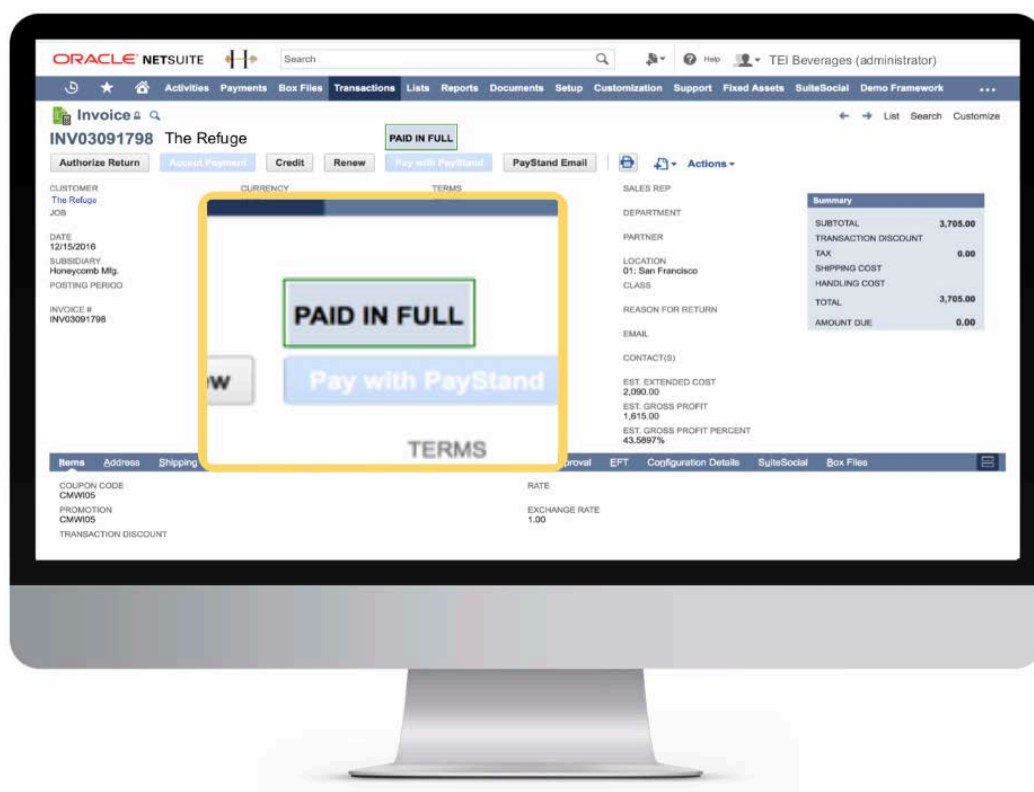 ORACLE NETSUITE Search Help TEI Beverages (administrator)
Activities Payments Box Files Transactions Lists Reports Documents Setup Customization Support Fixed Assets SuiteSocial Demo Framework ...
Invoice List Search Customize
INV03091798 The Refuge PAID IN FULL
Authorize Return Accept Payment Credit Renew Pay with PayStand PayStand Email Actions
CUSTOMER CURRENCY TERMS SALES REP
The Refuge
Summary
JOB DEPARTMENT
SUBTOTAL 3,705.00
DATE PARTNER TRANSACTION DISCOUNT
12/15/2016
TAX 0.00
SUBSIDIARY LOCATION
Honeycomb Mfg. 01: San Francisco
SHIPPING COST
POSTING PERIOD CLASS HANDLING COST
TOTAL 3,705.00
INVOICE # REASON FOR RETURN
INV03091798
AMOUNT DUE 0.00
EMAIL
CONTACT(S)
EST. EXTENDED COST
2,090.00
EST. GROSS PROFIT
1,615.00
EST. GROSS PROFIT PERCENT
43.5897%
PAID IN FULL
w Pay with PayStand
TERMS
Items Address Shipping proval EFT Configuration Details SuiteSocial Box Files
COUPON CODE RATE
CMWI05
PROMOTION EXCHANGE RATE
CMWI05 1.00
TRANSACTION DISCOUNT